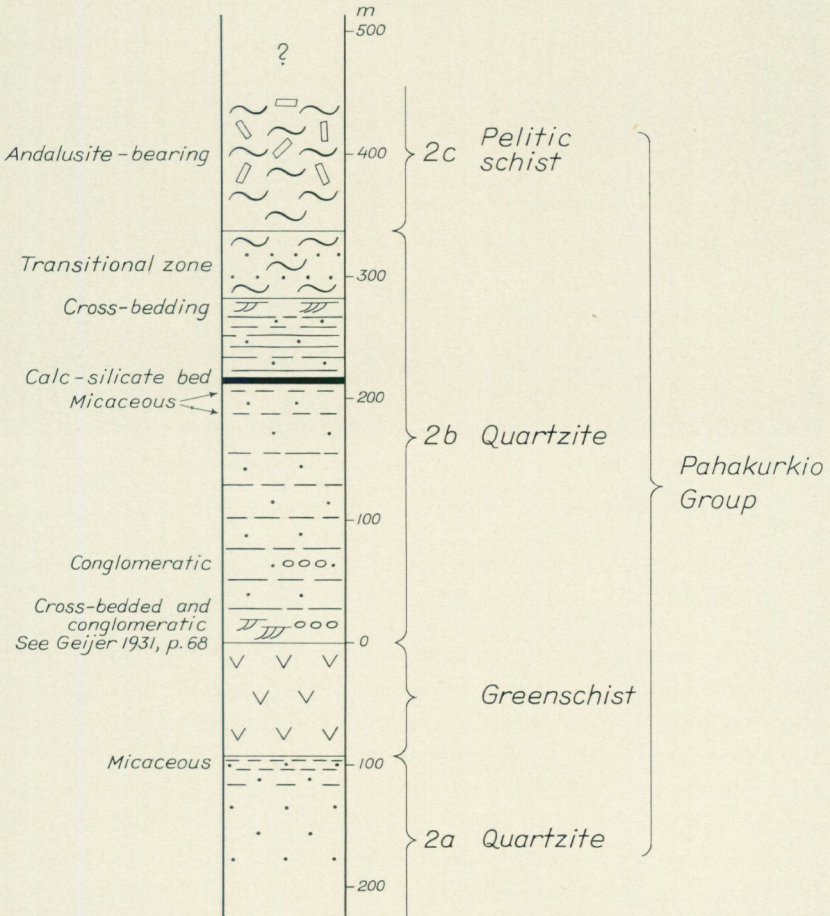 m
500
?
Andalusite-bearing
400
2c Pelitic
schist
Transitional zone
300
Cross-bedding
Calc-silicate bed
200
Micaceous
2b Quartzite
Pahakurkio
Group
100
Conglomeratic
Cross-bedded and
conglomeratic
See Geijer 1931, p. 68
0
Greenschist
Micaceous
100
2a Quartzite
200